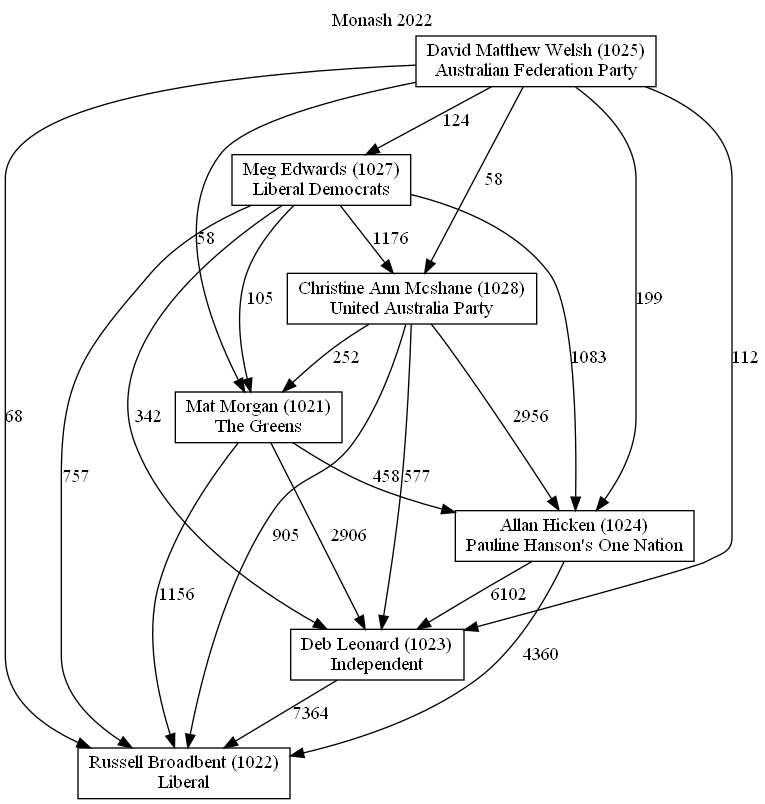 Monash 2022
David Matthew Welsh (1025)
Australian Federation Party
124
Meg Edwards (1027)
Liberal Democrats
58
58
1176
Christine Ann Mcshane (1028)
United Australia Party
105
199
252
1083
112
Mat Morgan (1021)
The Greens
68
342
2956
757
458
577
Allan Hicken (1024)
Pauline Hanson's One Nation
905
2906
1156
6102
Deb Leonard (1023)
Independent
4360
7364
Russell Broadbent (1022)
Liberal